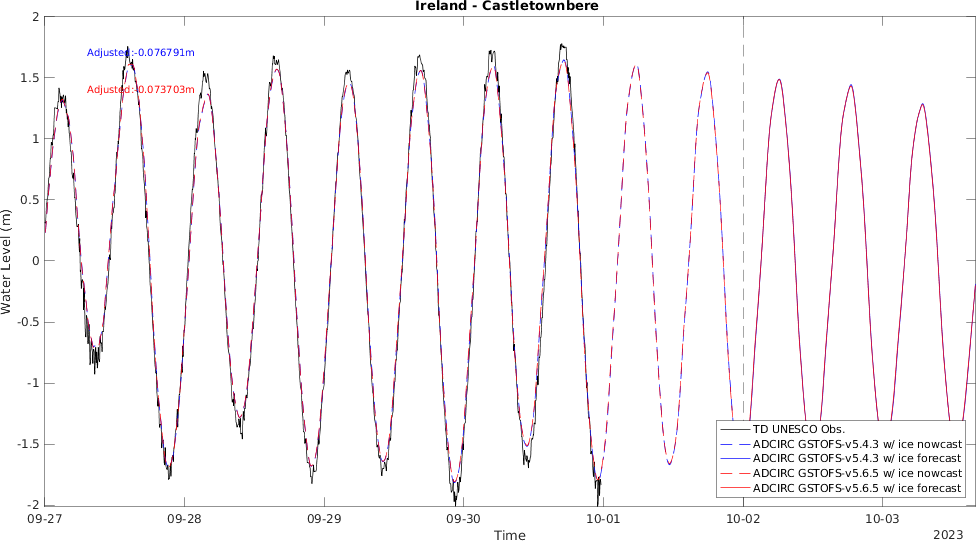 Ireland - Castletownbere
2
1.5
1
0.5
0
-0.5
-1
-1.5
-2
Water Level (m)
Adjusted:-0.076791m
Adjusted:-0.073703m
TD UNESCO Obs.
ADCIRC GSTOFS-v5.4.3 w/ ice nowcast
ADCIRC GSTOFS-v5.4.3 w/ ice forecast
ADCIRC GSTOFS-v5.6.5 w/ ice nowcast
ADCIRC GSTOFS-v5.6.5 w/ ice forecast
09-27 09-28 09-29 09-30 10-01 10-02 10-03
Time
2023